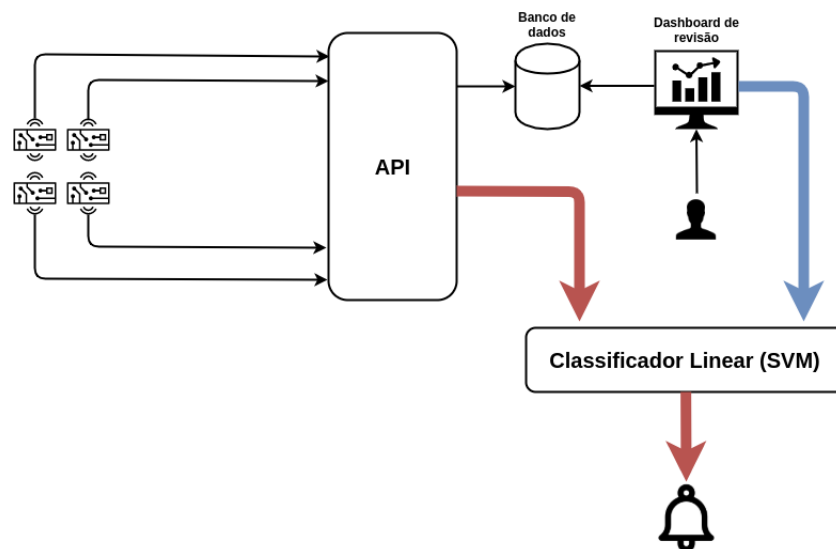 Banco de
dados
Dashboard de
revisão
API
Classificador Linear (SVM)